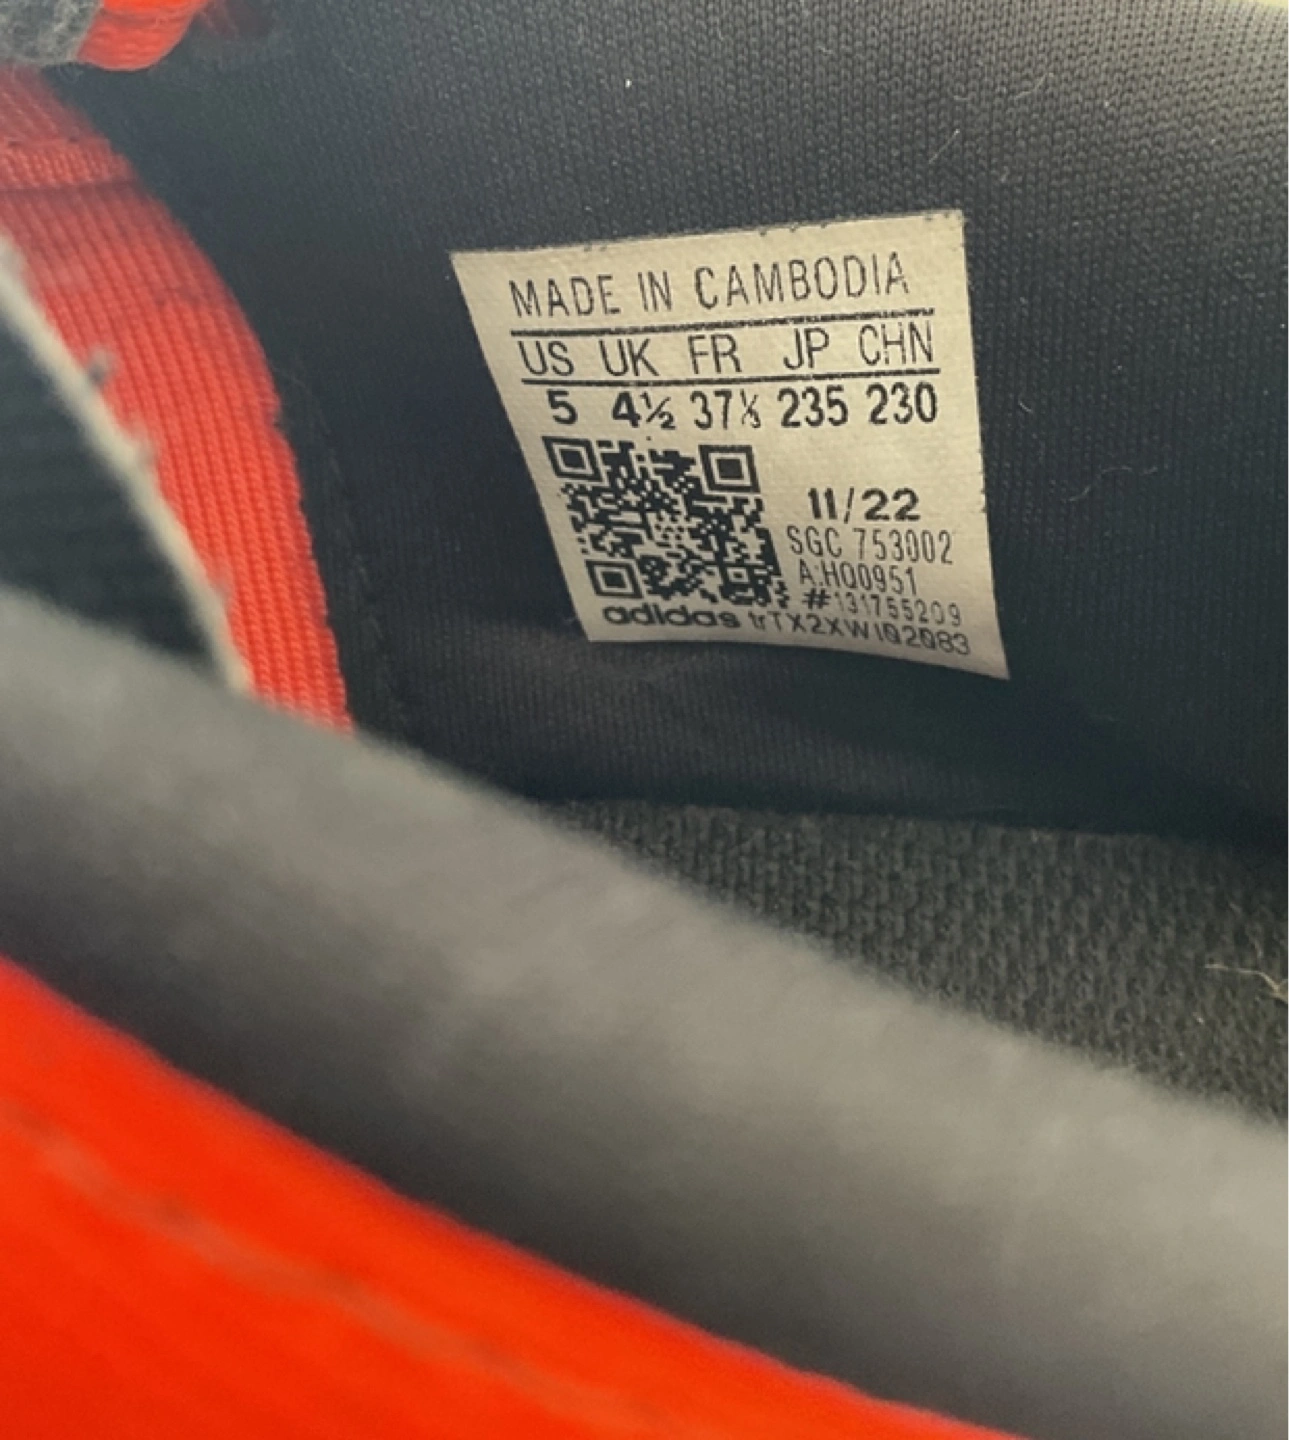 MADE IN CAMBODIA
US UK FR JP CHN
5 4½ 37⅓ 235 230
11/22
SGC 753002
A:HQ0951
#131755209
adidas trTX2XWIQ2Q83